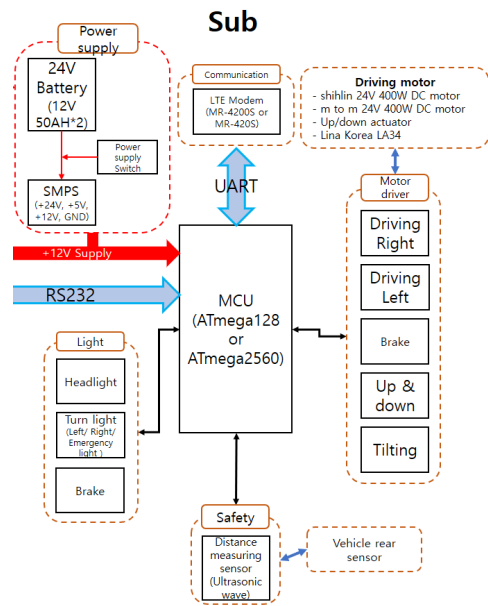 Sub
Power
supply
24V
Battery
(12V
50AH*2)
Power
supply
Switch
SMPS
(+24V, +5V,
+12V, GND)
+12V Supply
RS232
Communication
LTE Modem
(MR-4200S or
MR-420S)
UART
Driving motor
- shihlin 24V 400W DC motor
- m to m 24V 400W DC motor
- Up/down actuator
- Lina Korea LA34
Motor
driver
Driving
Right
Driving
Left
Brake
Up &
down
Tilting
MCU
(ATmega128
or
ATmega2560)
Light
Headlight
Turn light
(Left/ Right/
Emergency
light )
Brake
Safety
Distance
measuring
sensor
(Ultrasonic
wave)
Vehicle rear
sensor